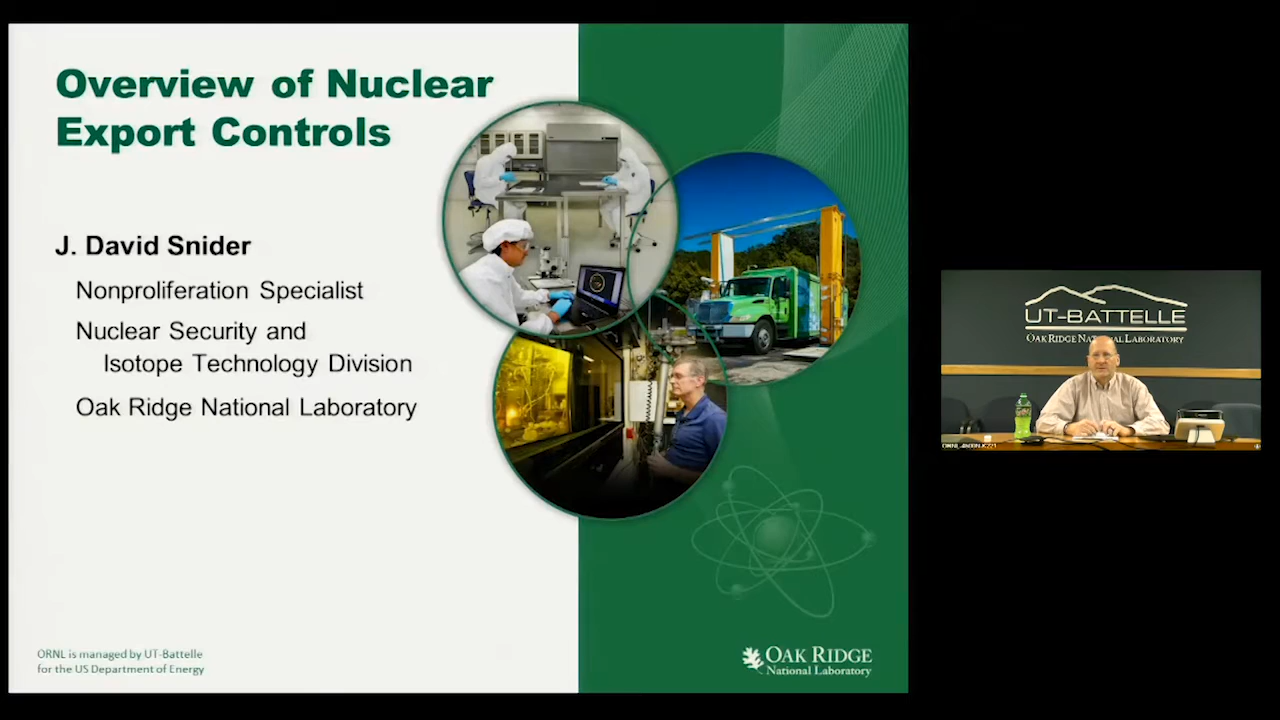 Overview of Nuclear
Export Controls
J. David Snider
Nonproliferation Specialist
Nuclear Security and
Isotope Technology Division
Oak Ridge National Laboratory
ORNL is managed by UT-Battelle
for the US Department of Energy
OAK RIDGE
National Laboratory
UT-BATTELLE
OAK RIDGE NATIONAL LABORATORY